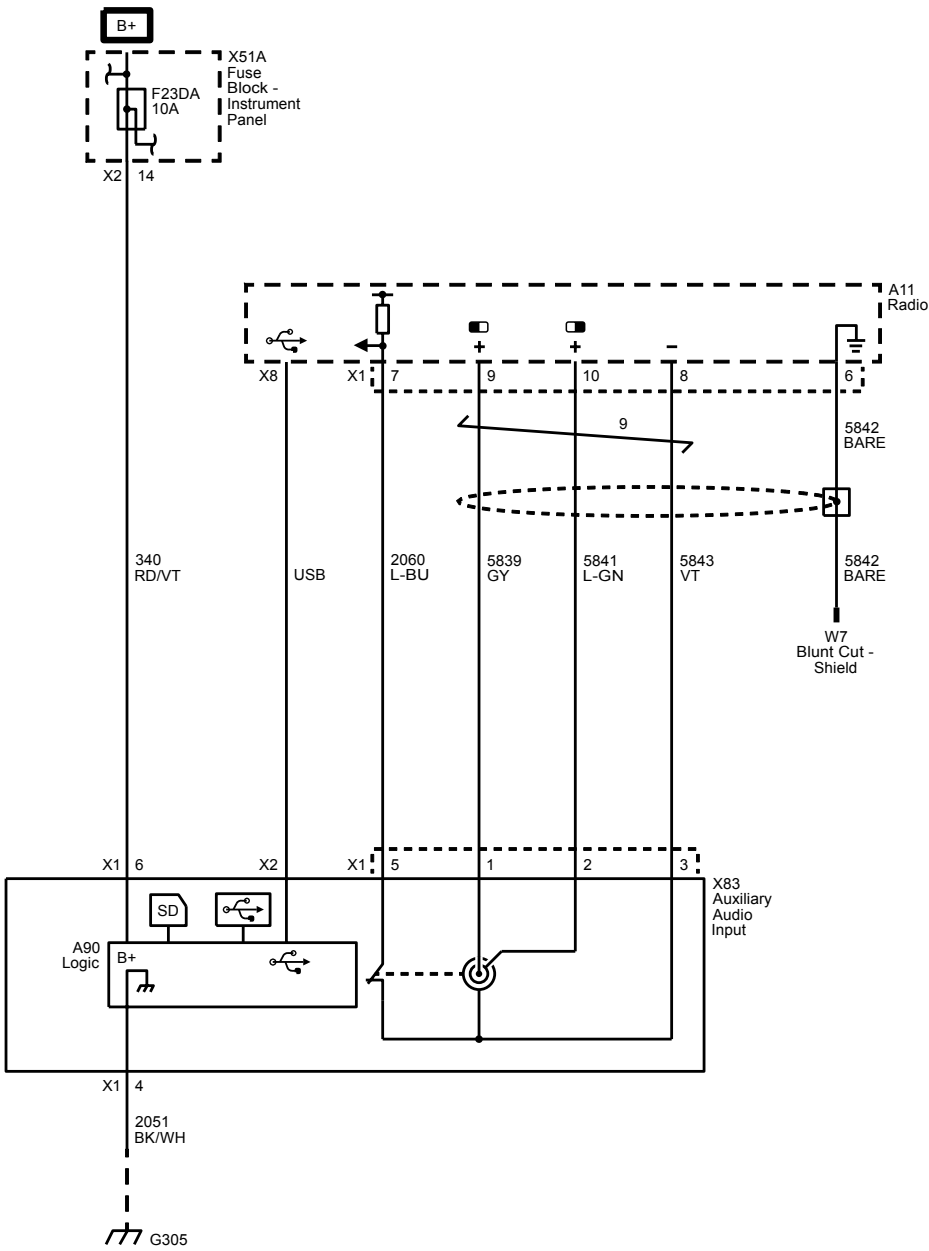 B+
X51A
Fuse
Block -
Instrument
Panel
F23DA
10A
X2 14
A11
Radio
X8 X1 7 9 10 8 6
9
5842
BARE
340
RD/VT
USB
2060
L-BU
5839
GY
5841
L-GN
5843
VT
5842
BARE
W7
Blunt Cut -
Shield
X1 6 X2 X1 5 1 2 3
X83
Auxiliary
Audio
Input
SD
A90
Logic
B+
X1 4
2051
BK/WH
G305